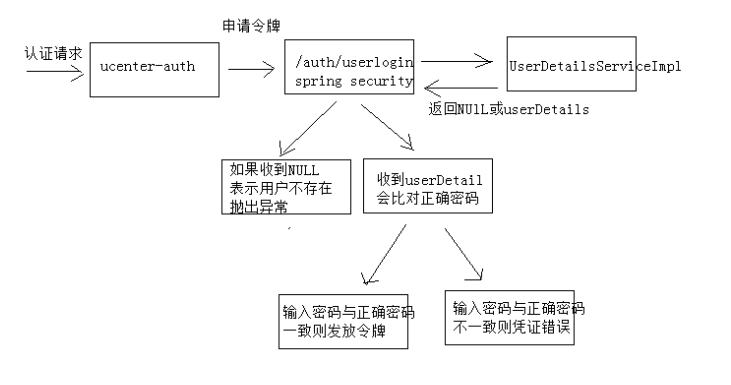 申请令牌
认证请求
ucenter-auth
/auth/userlogin
spring security
UserDetailsServiceImpl
返回NUlL或userDetails
如果收到NULL
表示用户不存在
抛出异常
收到userDetail
会比对正确密码
输入密码与正确密码
一致则发放令牌
输入密码与正确密码
不一致则凭证错误